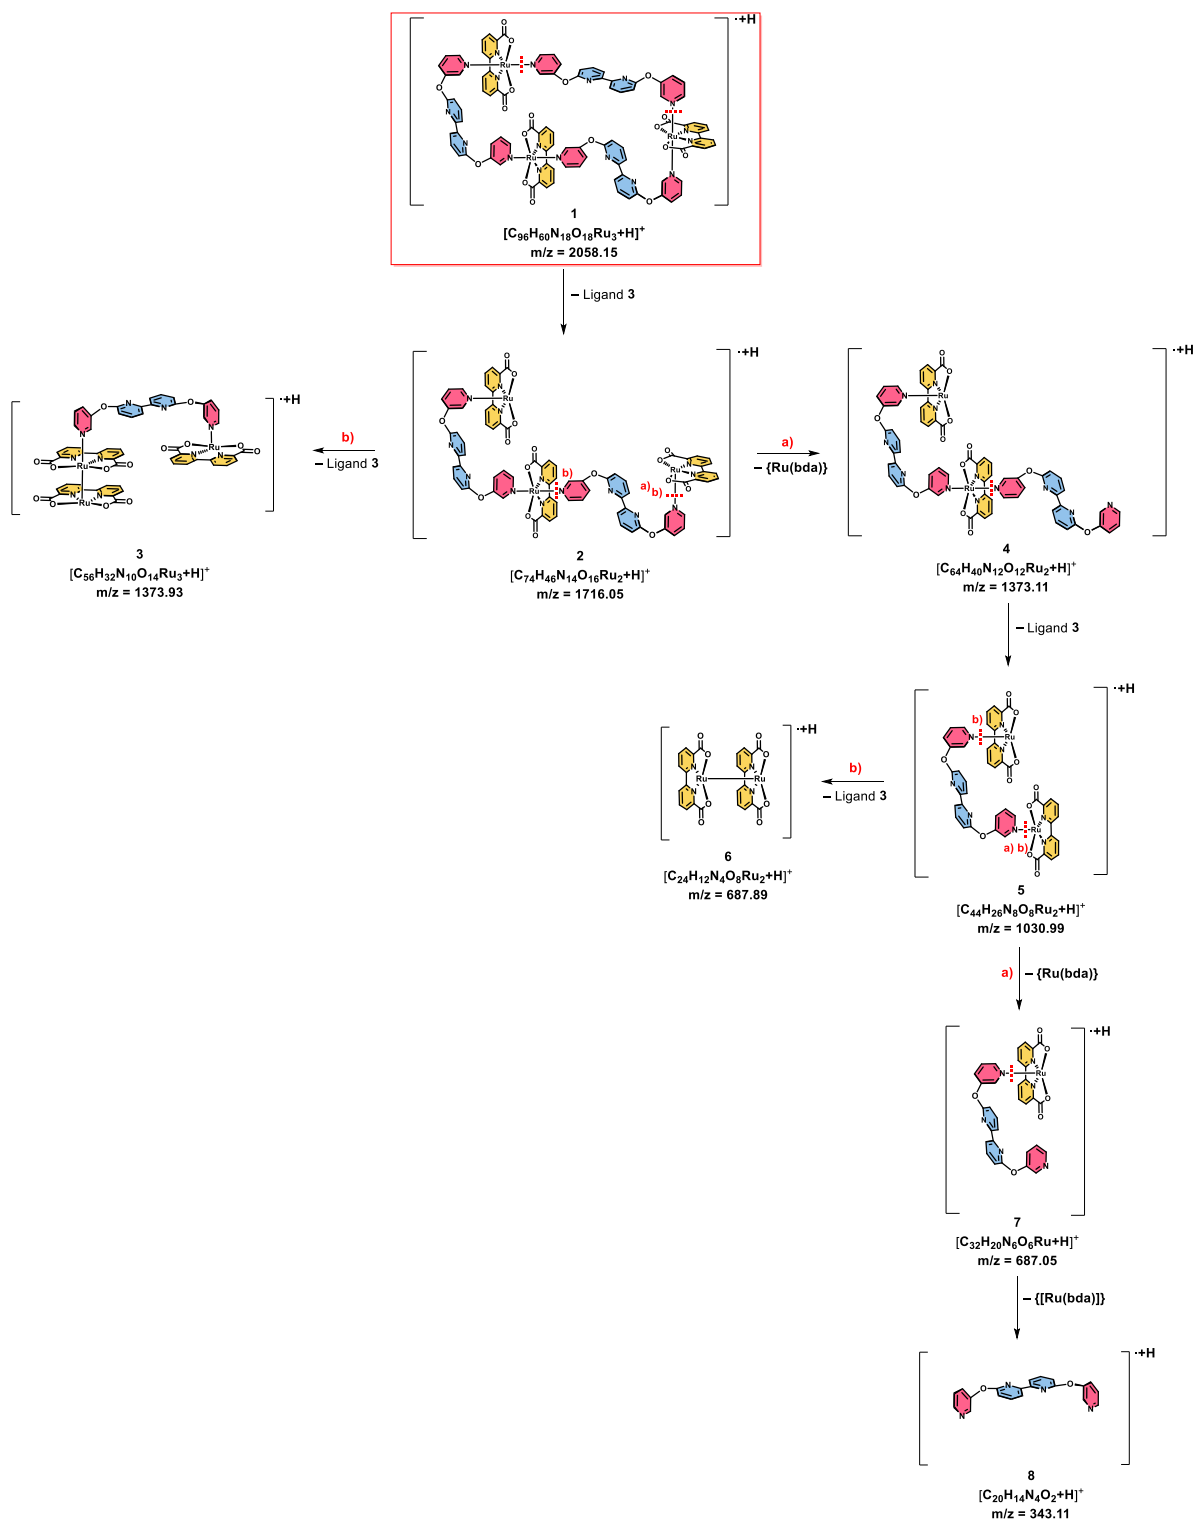 ·+H
1
[C96H60N18O18Ru3+H]+
m/z = 2058.15
– Ligand 3
·+H
3
[C56H32N10O14Ru3+H]+
m/z = 1373.93
b)
– Ligand 3
·+H
b)
a)
b)
2
[C74H46N14O16Ru2+H]+
m/z = 1716.05
a)
– {Ru(bda)}
·+H
4
[C64H40N12O12Ru2+H]+
m/z = 1373.11
– Ligand 3
·+H
b)
a) b)
5
[C44H26N8O8Ru2+H]+
m/z = 1030.99
b)
– Ligand 3
·+H
6
[C24H12N4O8Ru2+H]+
m/z = 687.89
a)
– {Ru(bda)}
·+H
7
[C32H20N6O6Ru+H]+
m/z = 687.05
– {[Ru(bda)]}
·+H
8
[C20H14N4O2+H]+
m/z = 343.11